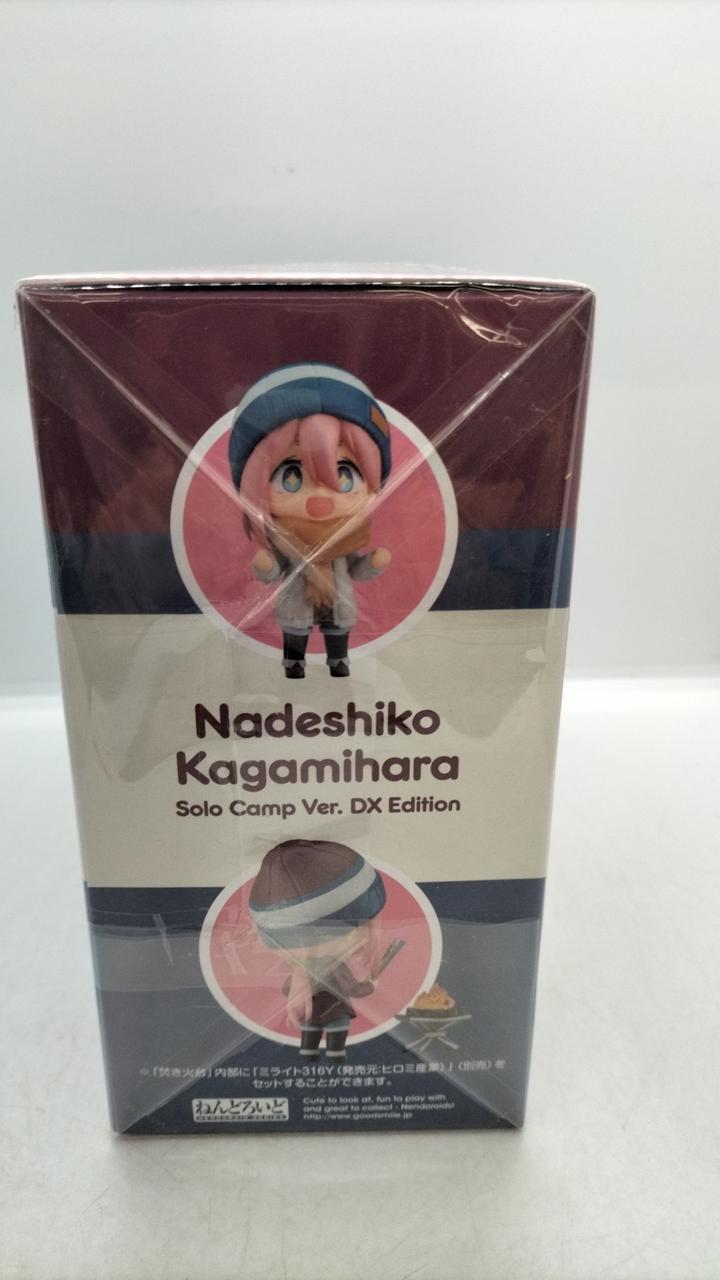 Nadeshiko
Kagamihara
Solo Camp Ver. DX Edition
※「焚き火台」内部に「ミライト316Y（発売元:ヒロミ産業）」（別売）を
セットすることができます。
ねんどろいど
NENDOROID SERIES
Cute to look at, fun to play with
and great to collect - Nendoroids!
http://www.goodsmile.jp